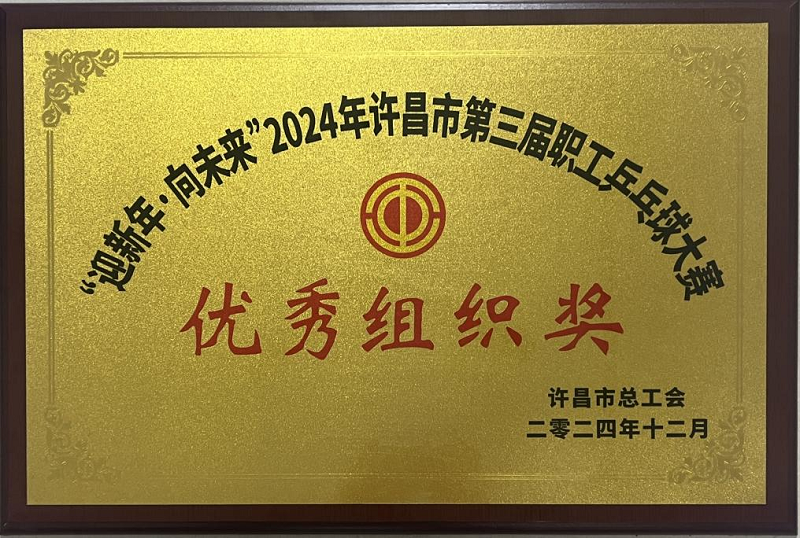 “迎新年·向未来”2024年许昌市第三届职工乒乓球大赛
优秀组织奖
许昌市总工会
二零二四年十二月